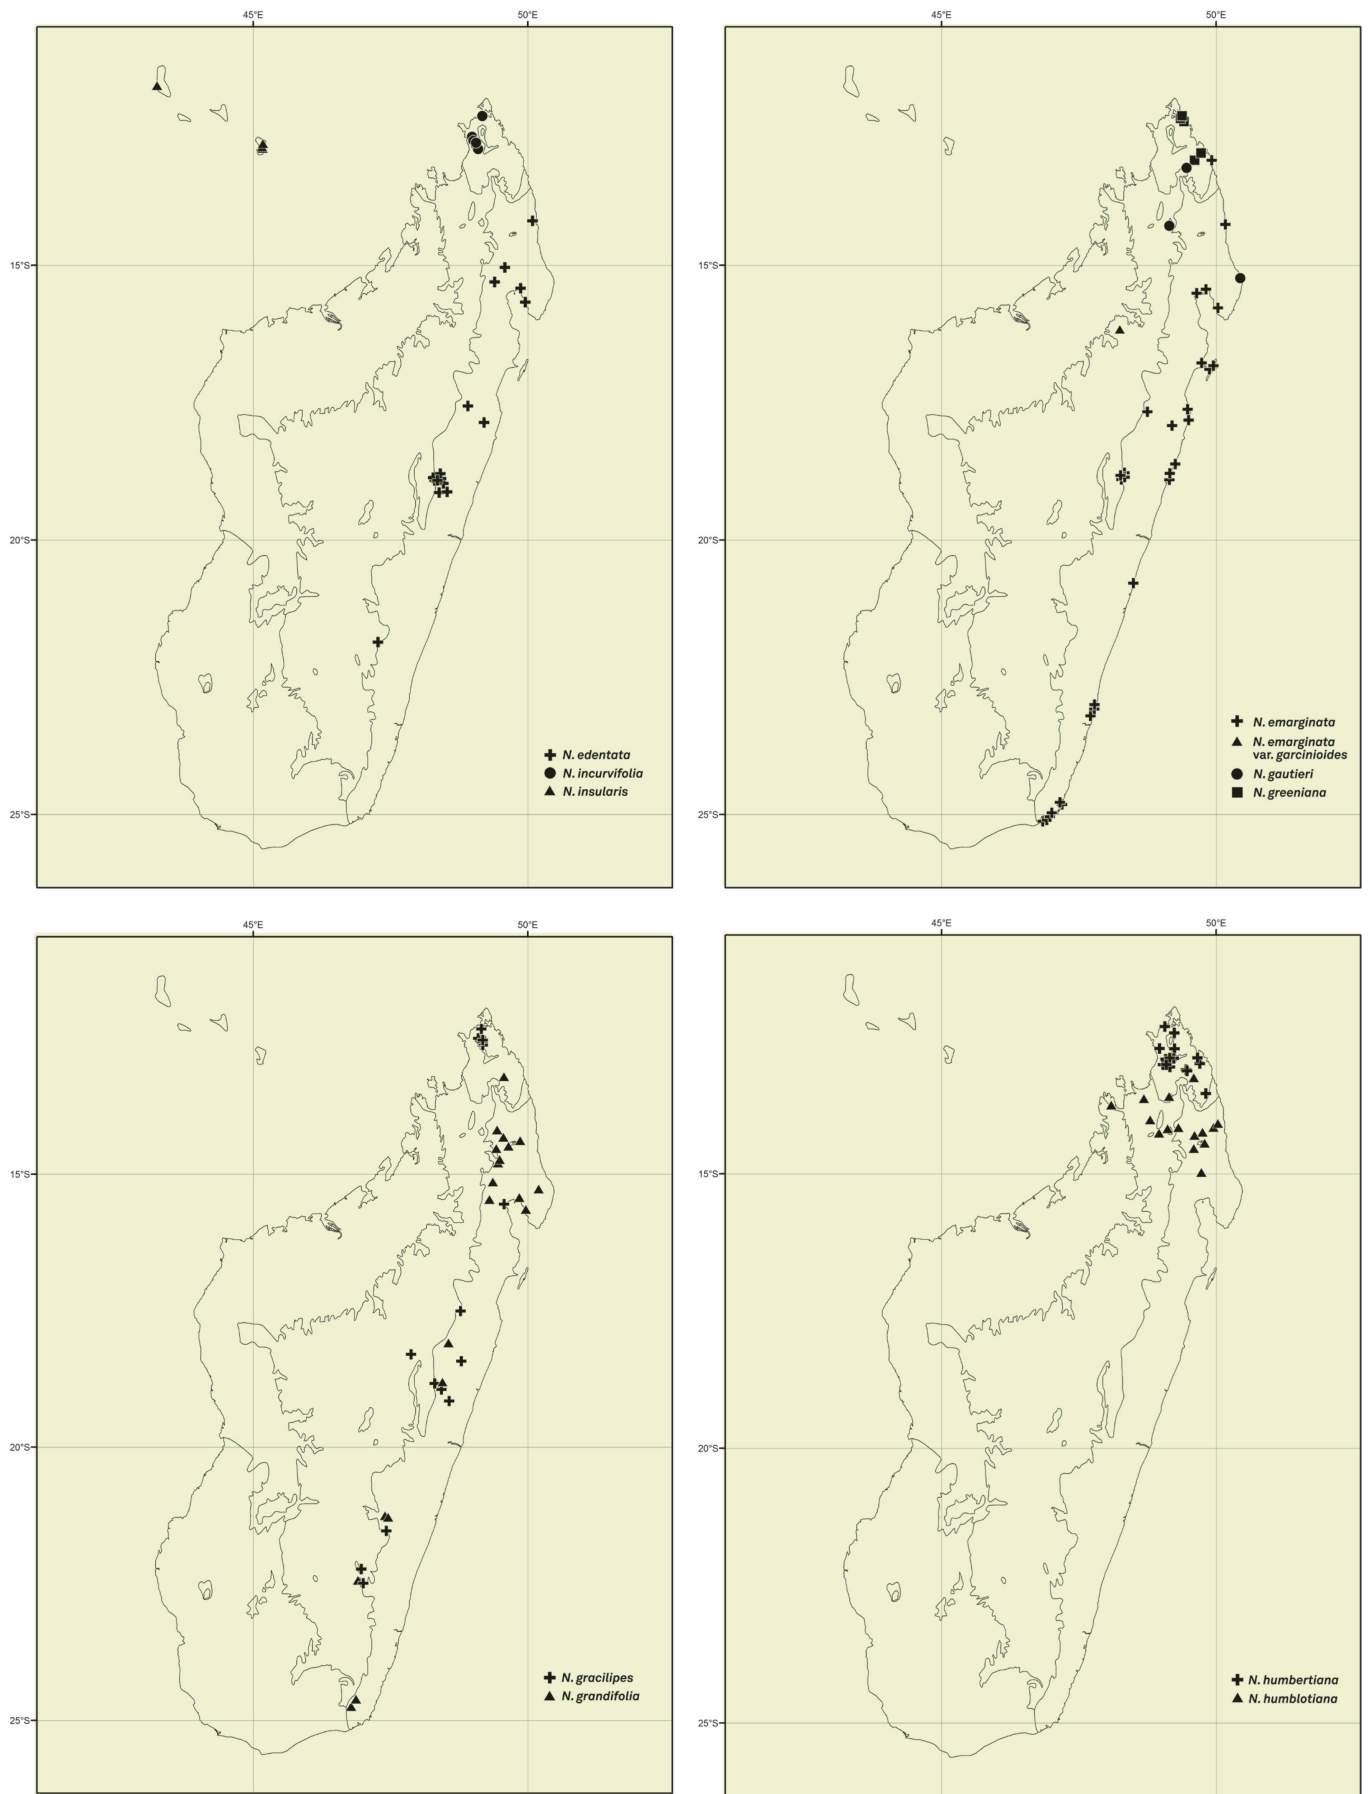 45°E 50°E
15°S
20°S
25°S
N. edentata
N. incurvifolia
N. insularis
45°E 50°E
15°S
20°S
25°S
N. emarginata
N. emarginata
var. garcinioides
N. gautieri
N. greeniana
45°E 50°E
15°S
20°S
25°S
N. gracilipes
N. grandifolia
45°E 50°E
15°S
20°S
25°S
N. humbertiana
N. humblotiana